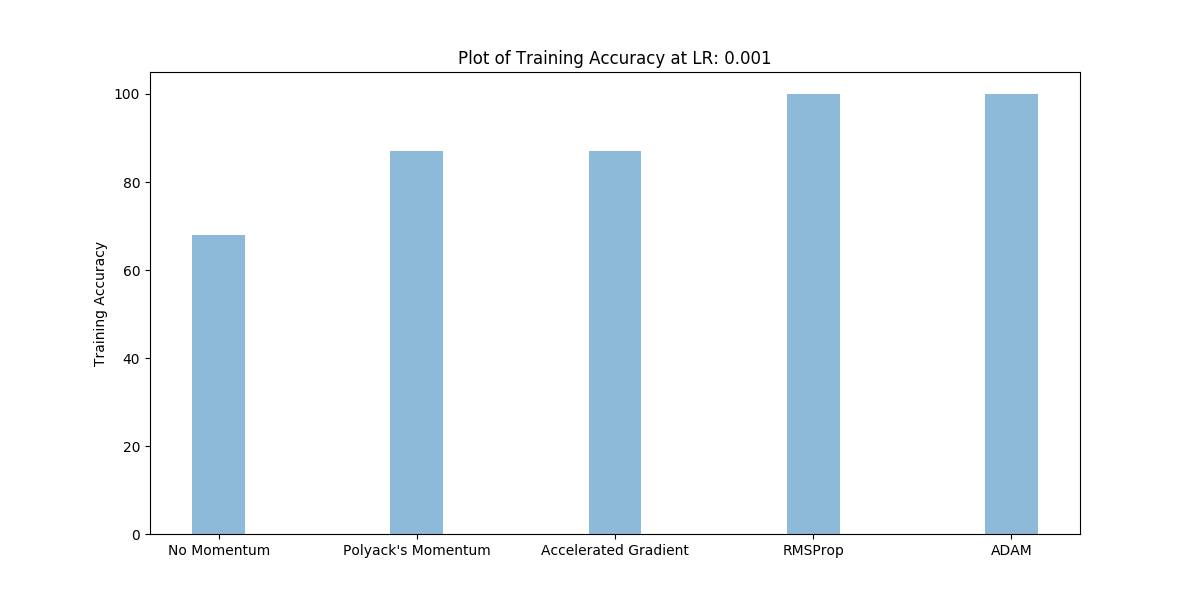 Plot of Training Accuracy at LR: 0.001
100
80
60
40
20
0
Training Accuracy
No Momentum Polyack's Momentum Accelerated Gradient RMSProp ADAM